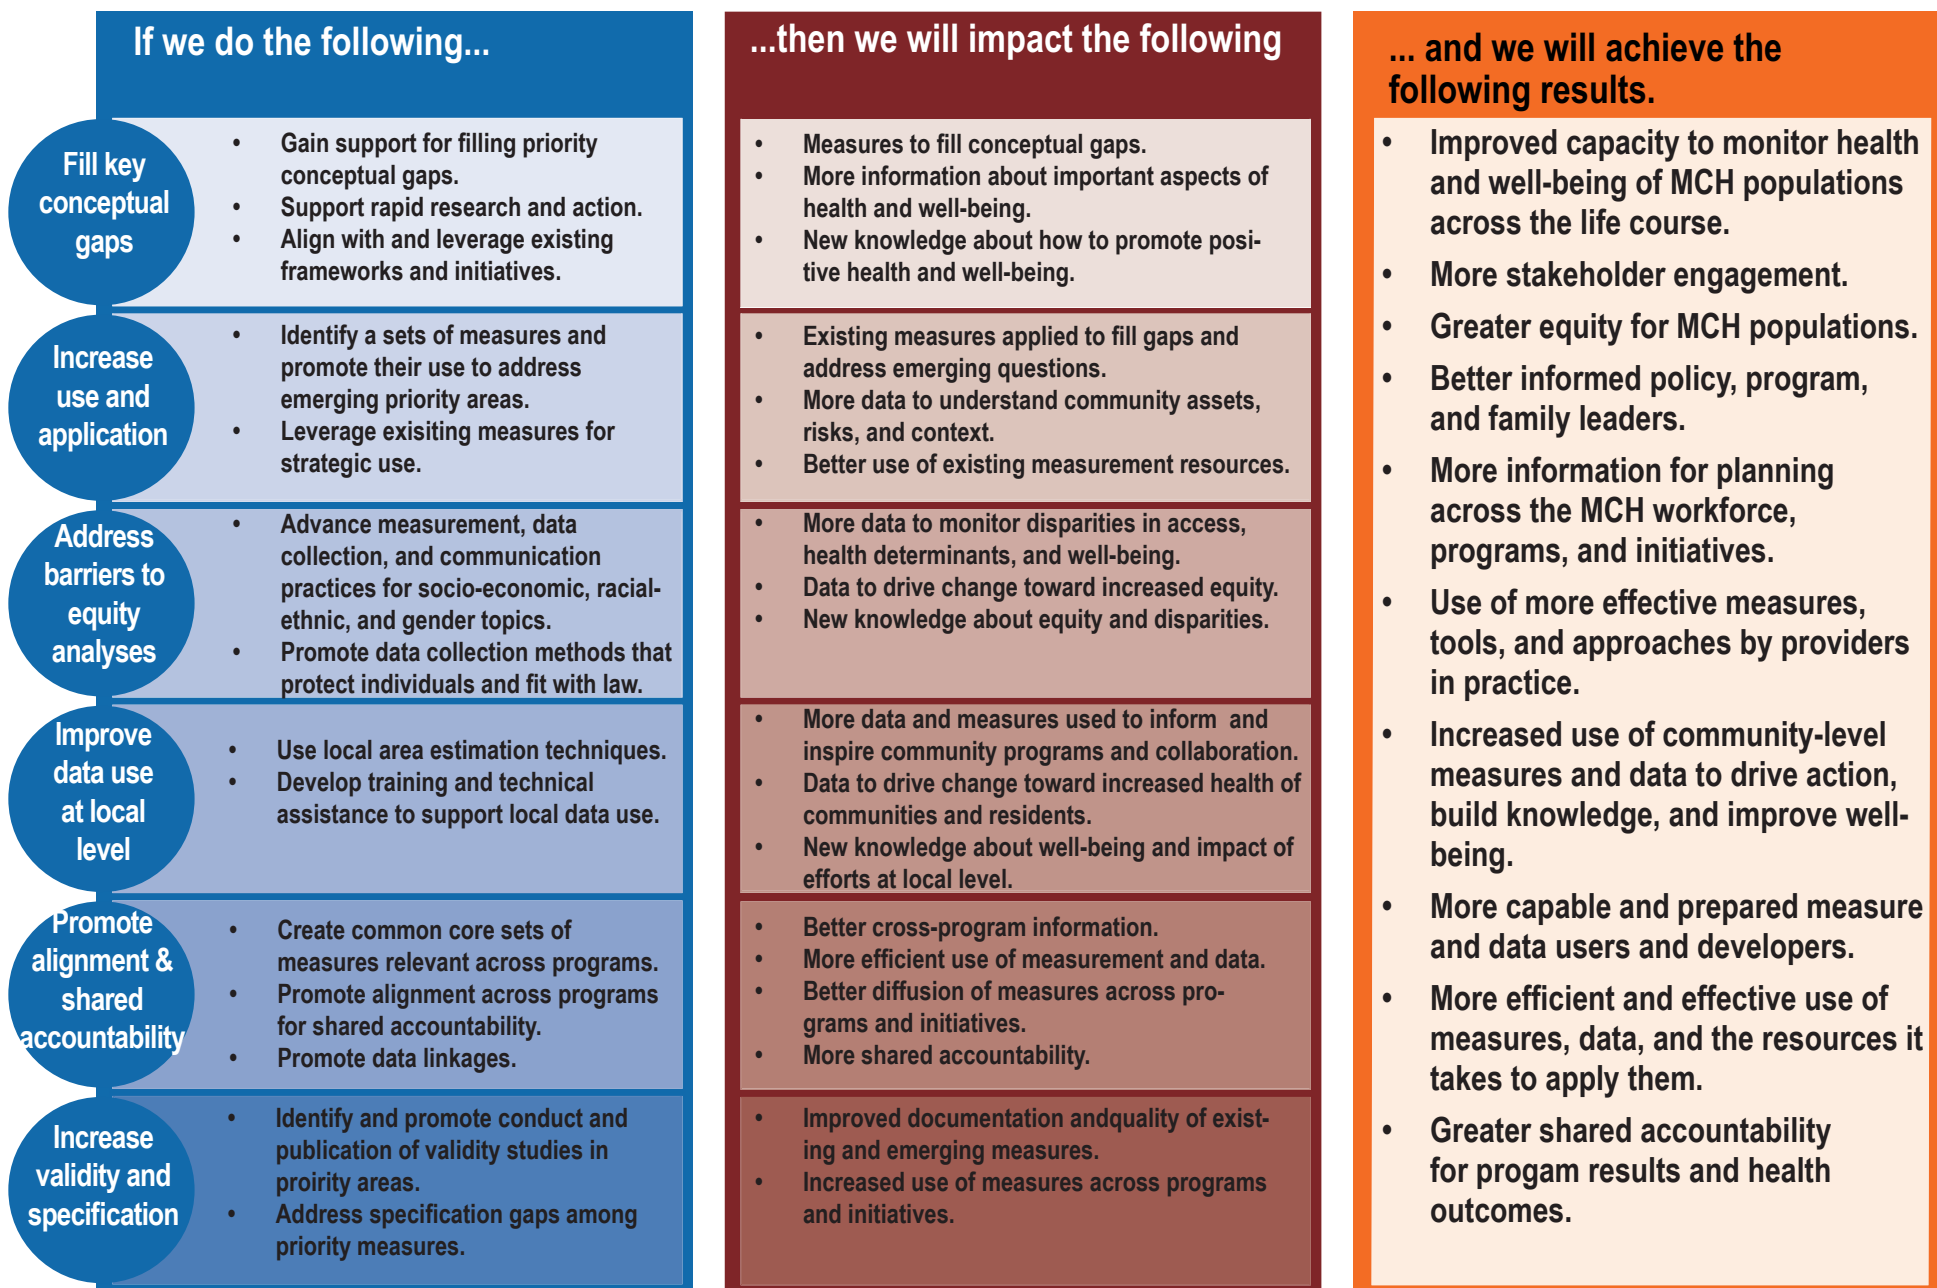 If we do the following...
Fill key
conceptual
gaps
• Gain support for filling priority
conceptual gaps.
• Support rapid research and action.
• Align with and leverage existing
frameworks and initiatives.
Increase
use and
application
• Identify a sets of measures and
promote their use to address
emerging priority areas.
• Leverage exisiting measures for
strategic use.
Address
barriers to
equity
analyses
• Advance measurement, data
collection, and communication
practices for socio-economic, racial-
ethnic, and gender topics.
• Promote data collection methods that
protect individuals and fit with law.
Improve
data use
at local
level
• Use local area estimation techniques.
• Develop training and technical
assistance to support local data use.
Promote
alignment &
shared
accountability
• Create common core sets of
measures relevant across programs.
• Promote alignment across programs
for shared accountability.
• Promote data linkages.
Increase
validity and
specification
• Identify and promote conduct and
publication of validity studies in
proirity areas.
• Address specification gaps among
priority measures.
...then we will impact the following
• Measures to fill conceptual gaps.
• More information about important aspects of
health and well-being.
• New knowledge about how to promote posi-
tive health and well-being.
• Existing measures applied to fill gaps and
address emerging questions.
• More data to understand community assets,
risks, and context.
• Better use of existing measurement resources.
• More data to monitor disparities in access,
health determinants, and well-being.
• Data to drive change toward increased equity.
• New knowledge about equity and disparities.
• More data and measures used to inform and
inspire community programs and collaboration.
• Data to drive change toward increased health of
communities and residents.
• New knowledge about well-being and impact of
efforts at local level.
• Better cross-program information.
• More efficient use of measurement and data.
• Better diffusion of measures across pro-
grams and initiatives.
• More shared accountability.
• Improved documentation andquality of exist-
ing and emerging measures.
• Increased use of measures across programs
and initiatives.
... and we will achieve the
following results.
• Improved capacity to monitor health
and well-being of MCH populations
across the life course.
• More stakeholder engagement.
• Greater equity for MCH populations.
• Better informed policy, program,
and family leaders.
• More information for planning
across the MCH workforce,
programs, and initiatives.
• Use of more effective measures,
tools, and approaches by providers
in practice.
• Increased use of community-level
measures and data to drive action,
build knowledge, and improve well-
being.
• More capable and prepared measure
and data users and developers.
• More efficient and effective use of
measures, data, and the resources it
takes to apply them.
• Greater shared accountability
for progam results and health
outcomes.